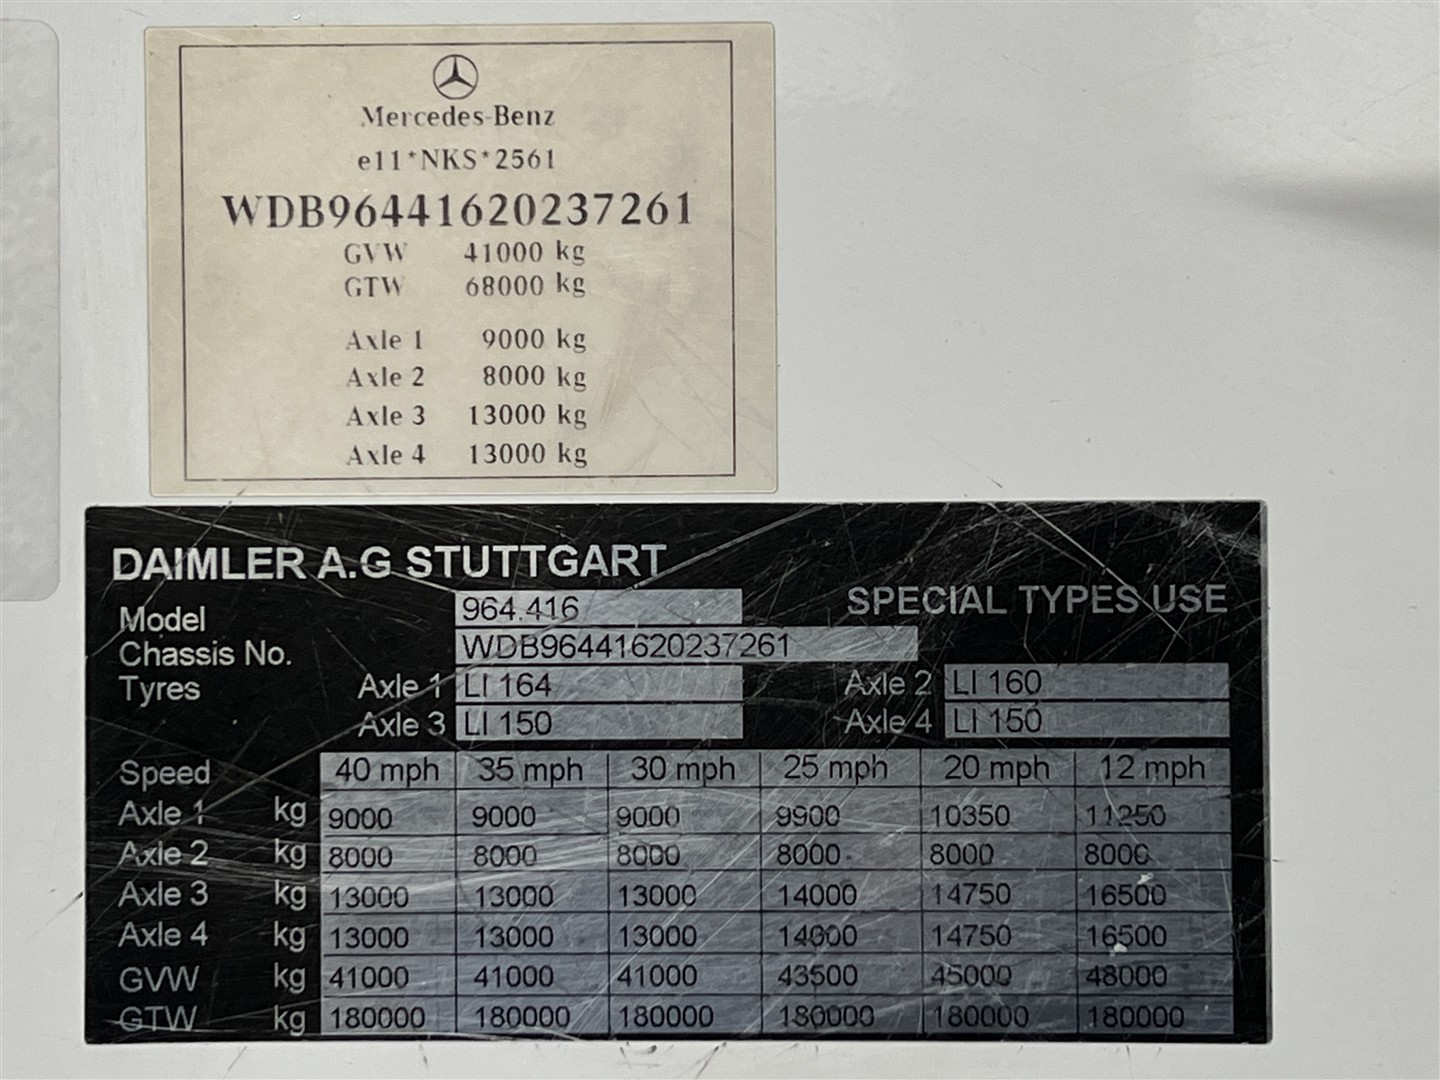 Mercedes-Benz
e11*NKS*2561
WDB96441620237261
GVW 41000 kg
GTW 68000 kg
Axle 1 9000 kg
Axle 2 8000 kg
Axle 3 13000 kg
Axle 4 13000 kg
DAIMLER A.G STUTTGART
SPECIAL TYPES USE
Model 964.416
Chassis No. WDB96441620237261
Tyres Axle 1 LI 164 Axle 2 LI 160
Axle 3 LI 150 Axle 4 LI 150
Speed 40 mph 35 mph 30 mph 25 mph 20 mph 12 mph
Axle 1 kg 9000 9000 9000 9900 10350 11250
Axle 2 kg 8000 8000 8000 8000 8000 8000
Axle 3 kg 13000 13000 13000 14000 14750 16500
Axle 4 kg 13000 13000 13000 14000 14750 16500
GVW kg 41000 41000 41000 43500 45000 48000
GTW kg 180000 180000 180000 180000 180000 180000